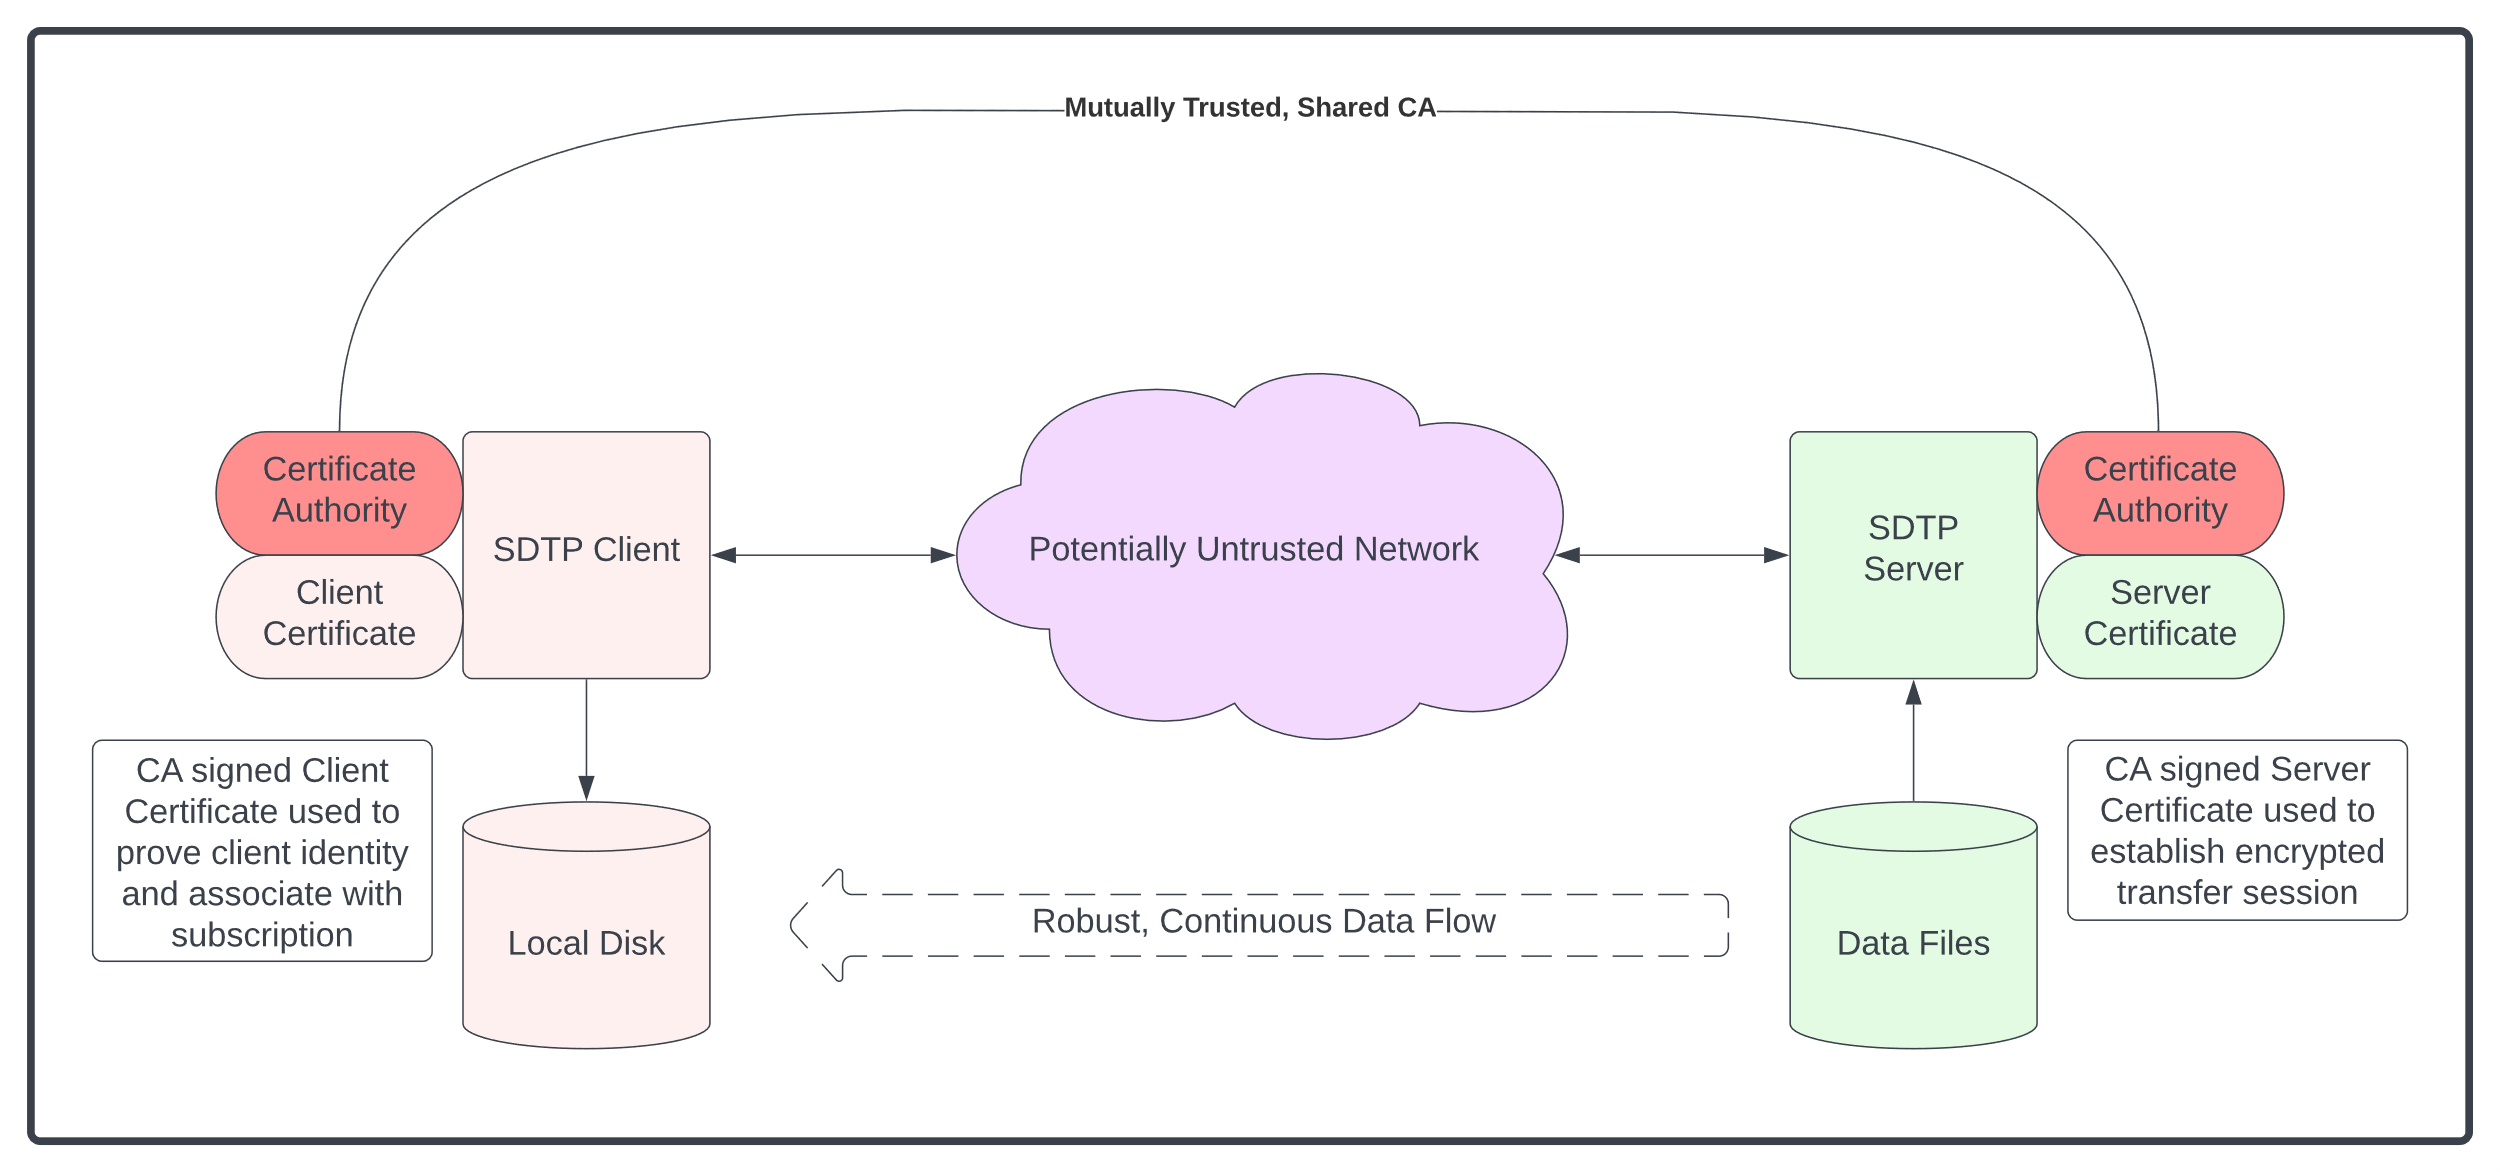 Mutually Trusted, Shared CA
Certificate
Authority
Client
Certificate
SDTP Client
Potentially Untrusted Network
SDTP
Server
Certificate
Authority
Server
Certificate
CA signed Client
Certificate used to
prove client identity
and associate with
subscription
Local Disk
Robust, Continuous Data Flow
Data Files
CA signed Server
Certificate used to
establish encrypted
transfer session